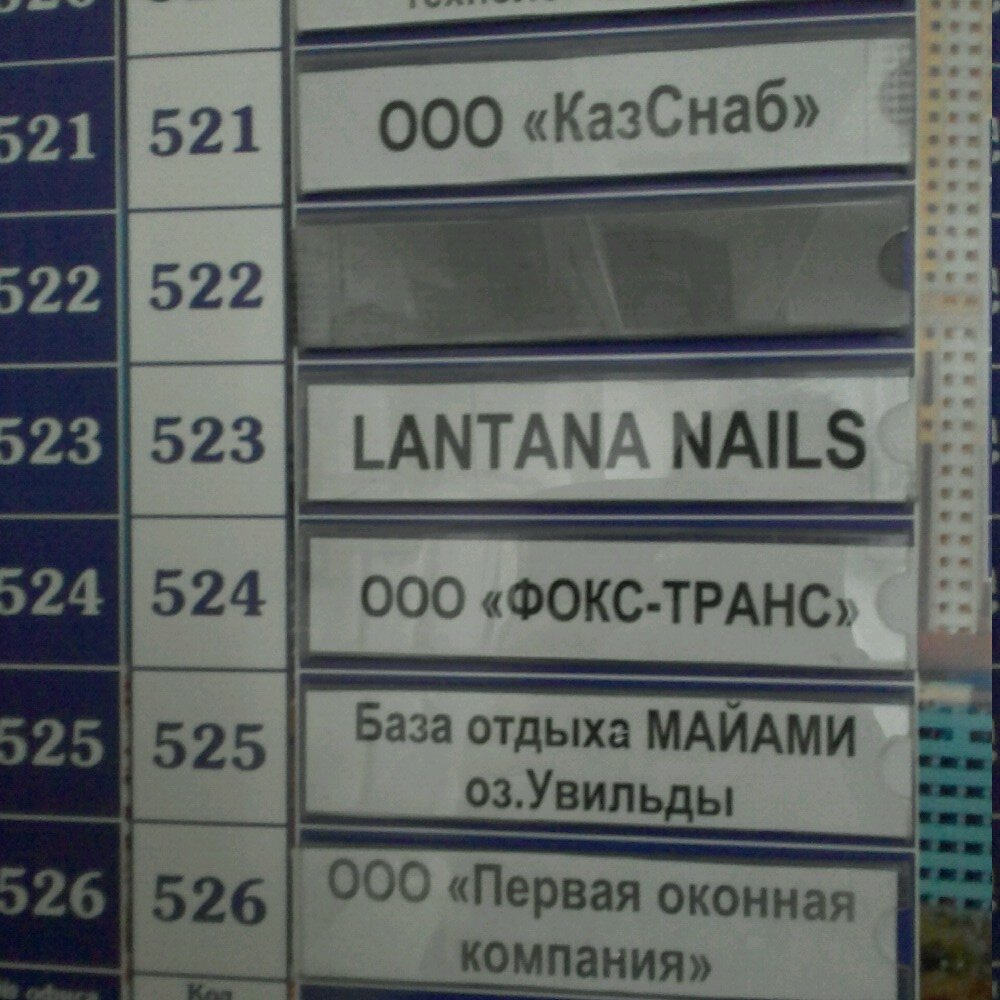 521 521 ООО «КазСнаб»
522 522
523 523 LANTANA NAILS
524 524 ООО «ФОКС-ТРАНС»
525 525 База отдыха МАЙАМИ
оз.Увильды
526 526 ООО «Первая оконная
компания»